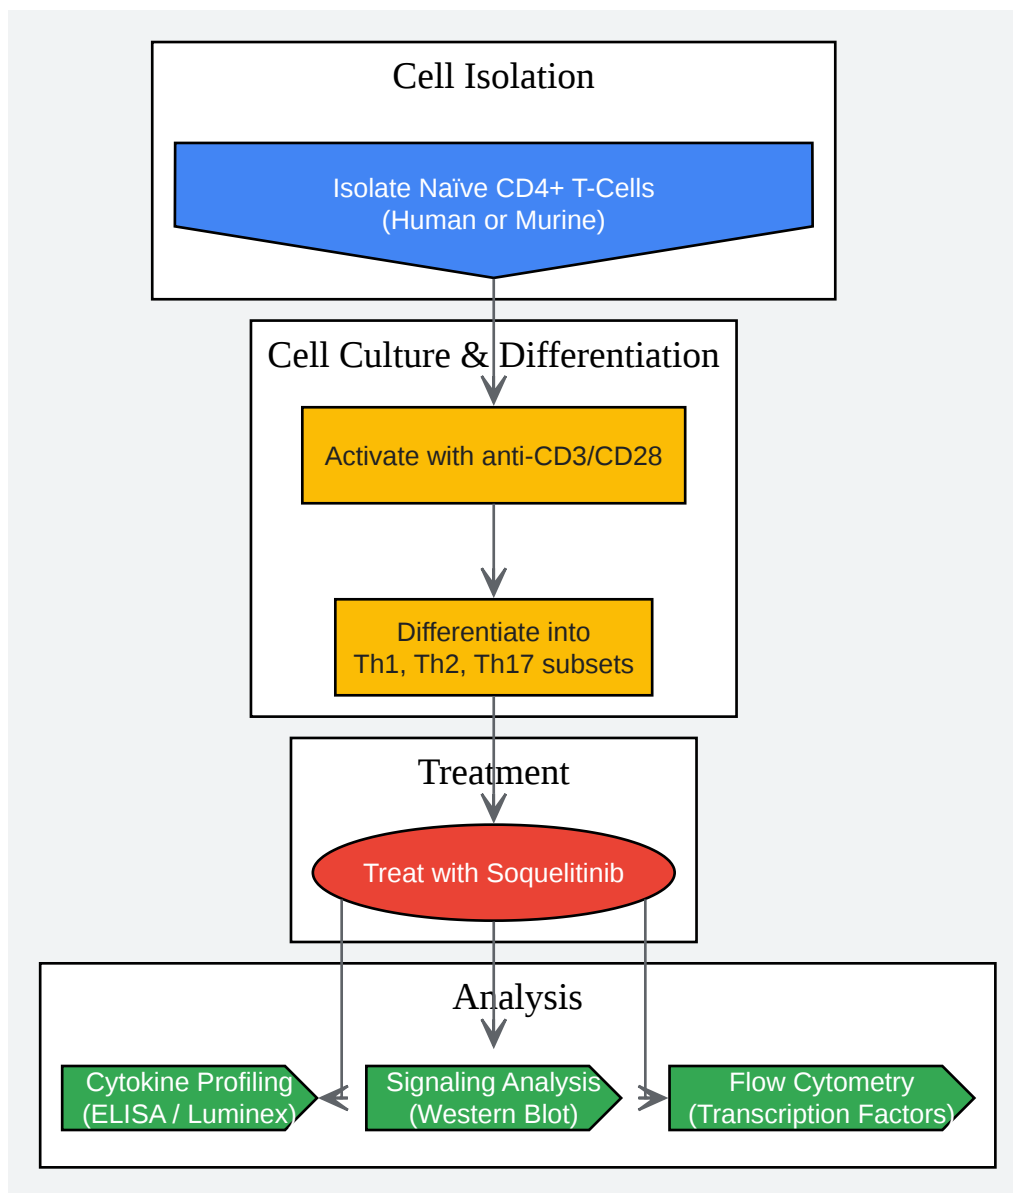 Cell Isolation
Isolate Naïve CD4+ T-Cells
(Human or Murine)
Cell Culture & Differentiation
Activate with anti-CD3/CD28
Differentiate into
Th1, Th2, Th17 subsets
Treatment
Treat with Soquelitinib
Analysis
Cytokine Profiling
(ELISA / Luminex)
Signaling Analysis
(Western Blot)
Flow Cytometry
(Transcription Factors)